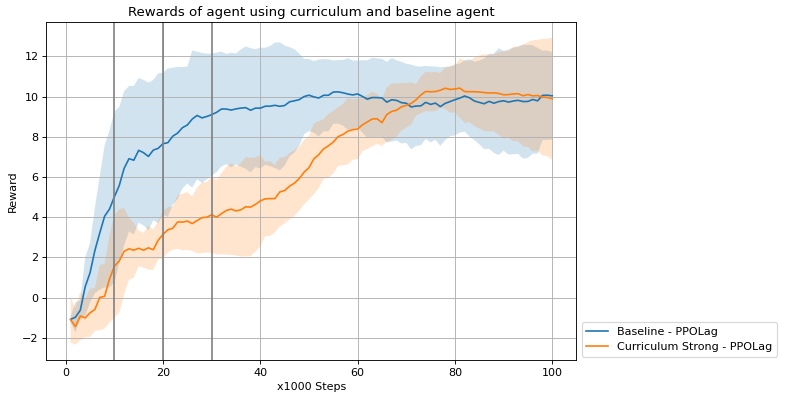 Rewards of agent using curriculum and baseline agent
12
10
8
6
4
2
0
−2
Reward
0 20 40 60 80 100
x1000 Steps
Baseline - PPOLag
Curriculum Strong - PPOLag